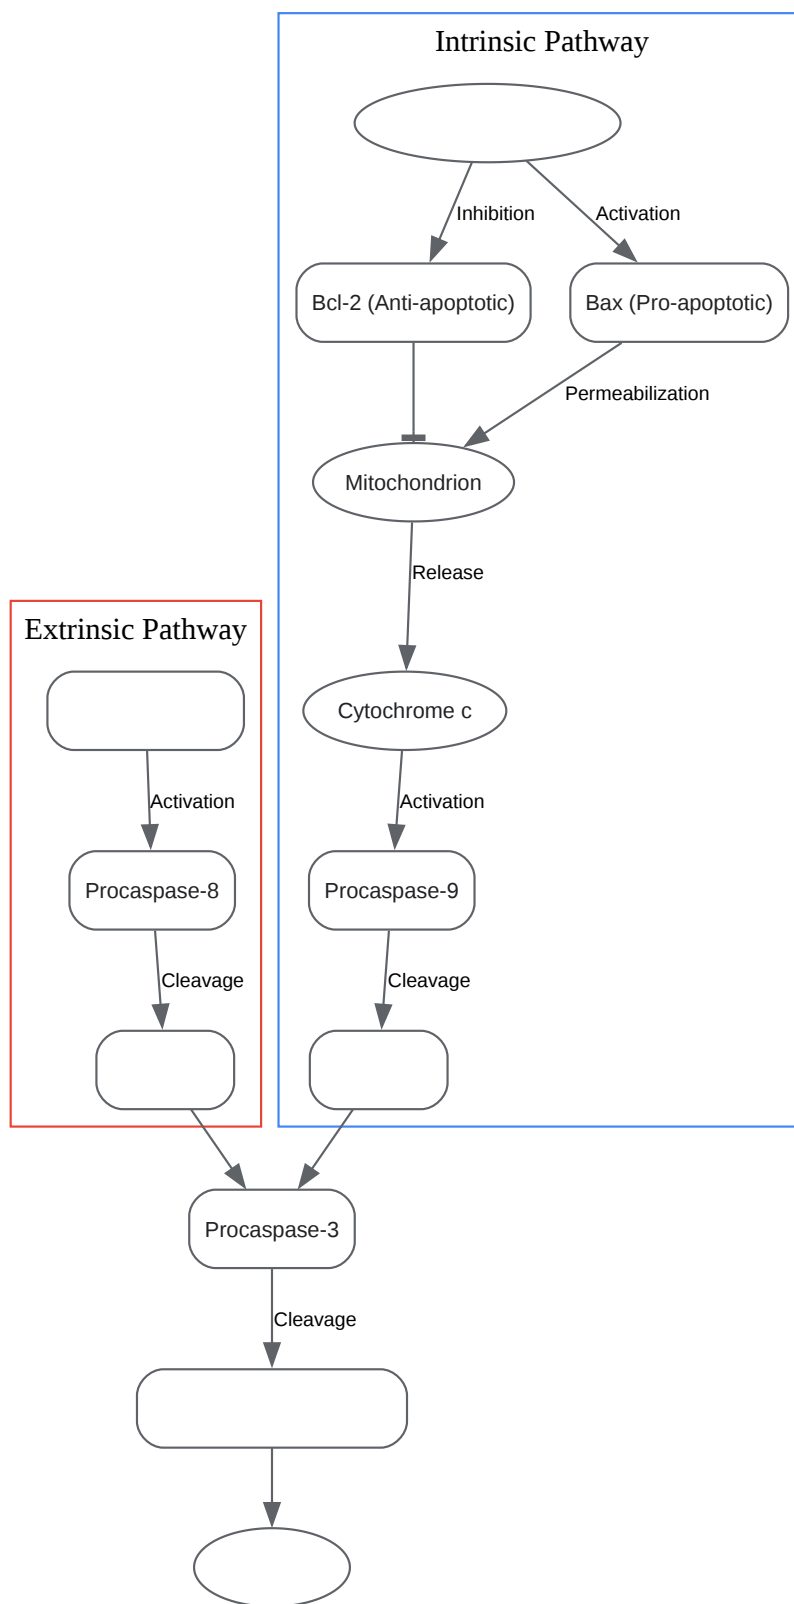 Intrinsic Pathway
Inhibition
Activation
Bcl-2 (Anti-apoptotic)
Bax (Pro-apoptotic)
Permeabilization
Mitochondrion
Release
Extrinsic Pathway
Cytochrome c
Activation
Activation
Procaspase-8
Procaspase-9
Cleavage
Cleavage
Procaspase-3
Cleavage